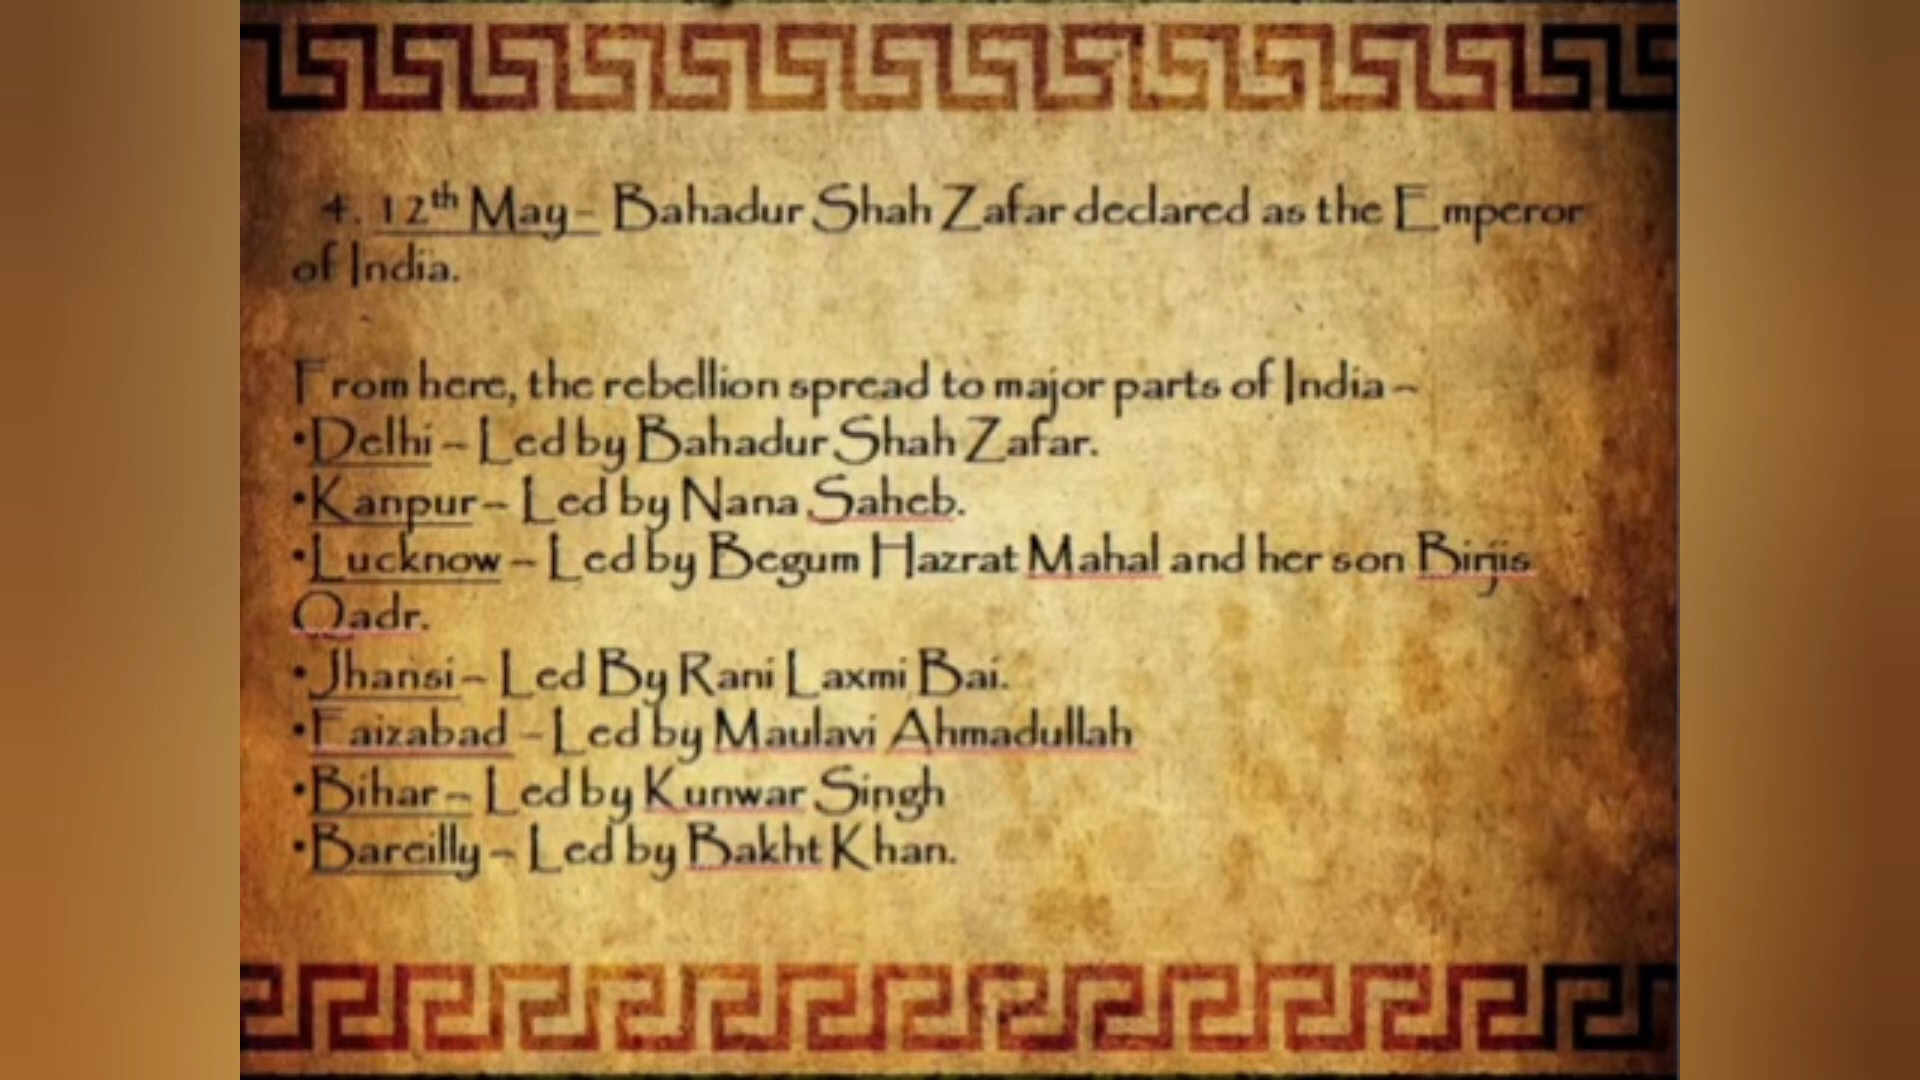 4. 12th May– Bahadur Shah Zafar declared as the Emperor
of India.
From here, the rebellion spread to major parts of India –
•Delhi – Led by Bahadur Shah Zafar.
•Kanpur– Led by Nana Saheb.
•Lucknow – Led by Begum Hazrat Mahal and her son Birjis
Qadr.
•Jhansi– Led By Rani Laxmi Bai.
•Faizabad – Led by Maulavi Ahmadullah
•Bihar – Led by Kunwar Singh
•Bareilly – Led by Bakht Khan.